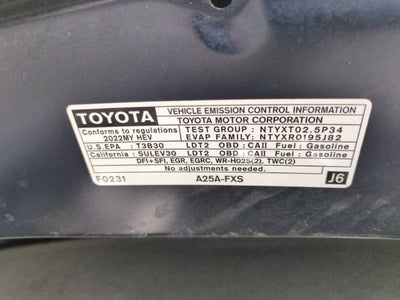 TOYOTA VEHICLE EMISSION CONTROL INFORMATION
TOYOTA MOTOR CORPORATION
Conforms to regulations TEST GROUP : NTYXT02.5P34
2022MY HEV EVAP FAMILY: NTYXR0195J82
U.S.EPA : T3B30 LDT2 OBD : CAII Fuel : Gasoline
California : SULEV30 LDT2 OBD : CAII Fuel : Gasoline
DFI+SFI, EGR, EGRC, WR-HO2S(2), TWC(2)
No adjustments needed.
F0231 A25A-FXS J6